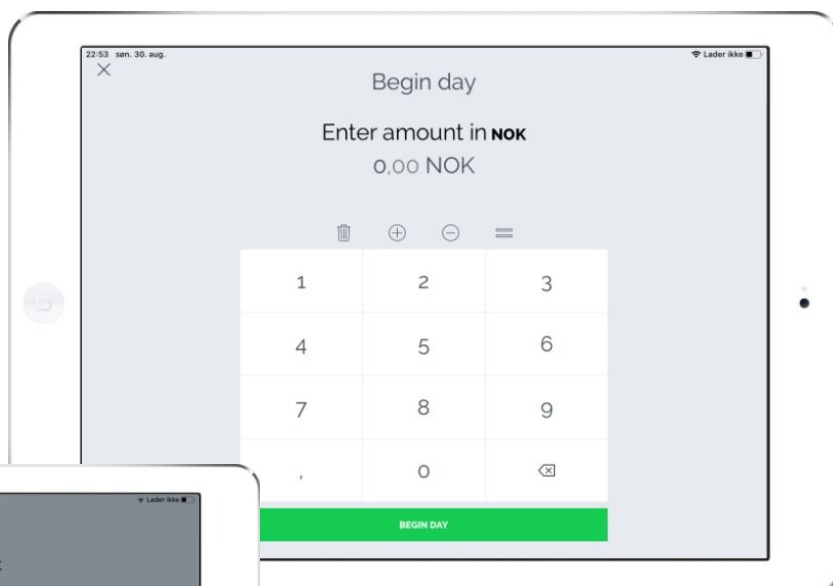 22:53 søn. 30. aug.
Lader ikke
Begin day
Enter amount in NOK
0,00 NOK
1 2 3
4 5 6
7 8 9
, 0
BEGIN DAY
Lader ikke